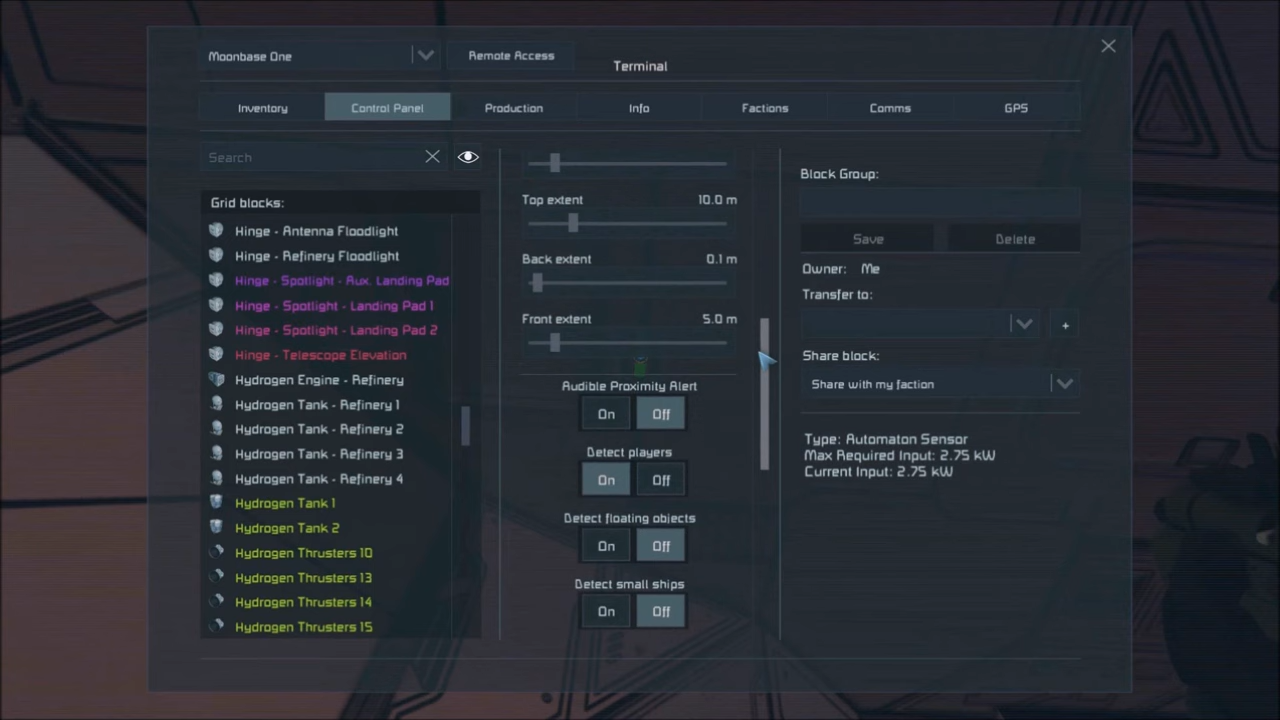 Moonbase One
Remote Access
Terminal
Inventory
Control Panel
Production
Info
Factions
Comms
GPS
Search
Grid blocks:
Hinge - Antenna Floodlight
Hinge - Refinery Floodlight
Hinge - Spotlight - Aux. Landing Pad
Hinge - Spotlight - Landing Pad 1
Hinge - Spotlight - Landing Pad 2
Hinge - Telescope Elevation
Hydrogen Engine - Refinery
Hydrogen Tank - Refinery 1
Hydrogen Tank - Refinery 2
Hydrogen Tank - Refinery 3
Hydrogen Tank - Refinery 4
Hydrogen Tank 1
Hydrogen Tank 2
Hydrogen Thrusters 10
Hydrogen Thrusters 13
Hydrogen Thrusters 14
Hydrogen Thrusters 15
Top extent 10.0 m
Back extent 0.1 m
Front extent 5.0 m
Audible Proximity Alert
On Off
Detect players
On Off
Detect floating objects
On Off
Detect small ships
On Off
Block Group:
Save Delete
Owner: Me
Transfer to:
+
Share block:
Share with my faction
Type: Automaton Sensor
Max Required Input: 2.75 kW
Current Input: 2.75 kW